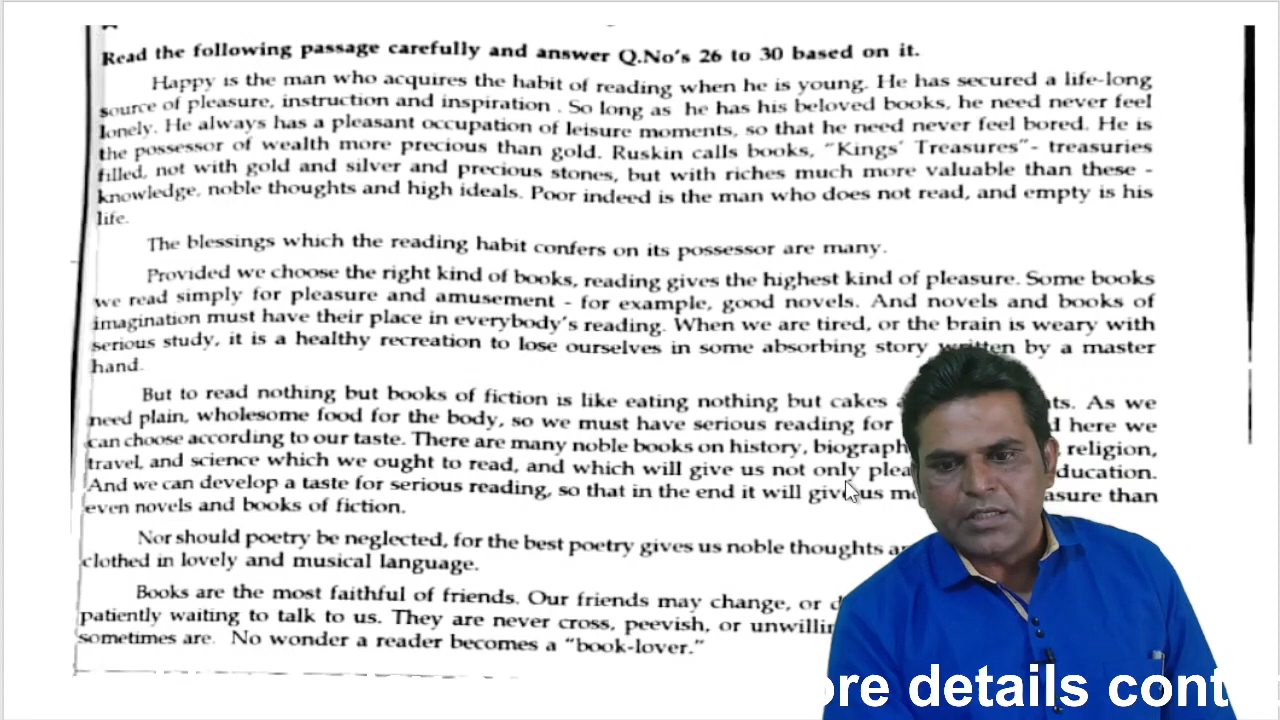 Read the following passage carefully and answer Q.No's 26 to 30 based on it.
Happy is the man who acquires the habit of reading when he is young. He has secured a life-long
source of pleasure, instruction and inspiration . So long as he has his beloved books, he need never feel
lonely. He always has a pleasant occupation of leisure moments, so that he need never feel bored. He is
the possessor of wealth more precious than gold. Ruskin calls books, "Kings' Treasures"- treasuries
filled, not with gold and silver and precious stones, but with riches much more valuable than these -
knowledge, noble thoughts and high ideals. Poor indeed is the man who does not read, and empty is his
life.
The blessings which the reading habit confers on its possessor are many.
Provided we choose the right kind of books, reading gives the highest kind of pleasure. Some books
we read simply for pleasure and amusement - for example, good novels. And novels and books of
imagination must have their place in everybody's reading. When we are tired, or the brain is weary with
serious study, it is a healthy recreation to lose ourselves in some absorbing story written by a master
hand.
But to read nothing but books of fiction is like eating nothing but cakes As we
need plain, wholesome food for the body, so we must have serious reading for here we
can choose according to our taste. There are many noble books on history, religion,
travel, and science which we ought to read, and which will give us not only
And we can develop a taste for serious reading, so that in the end it will give us than
even novels and books of fiction.
Nor should poetry be neglected, for the best poetry gives us noble thoughts
clothed in lovely and musical language.
Books are the most faithful of friends. Our friends may change, or
patiently waiting to talk to us. They are never cross, peevish, or
sometimes are. No wonder a reader becomes a "book-lover."
details